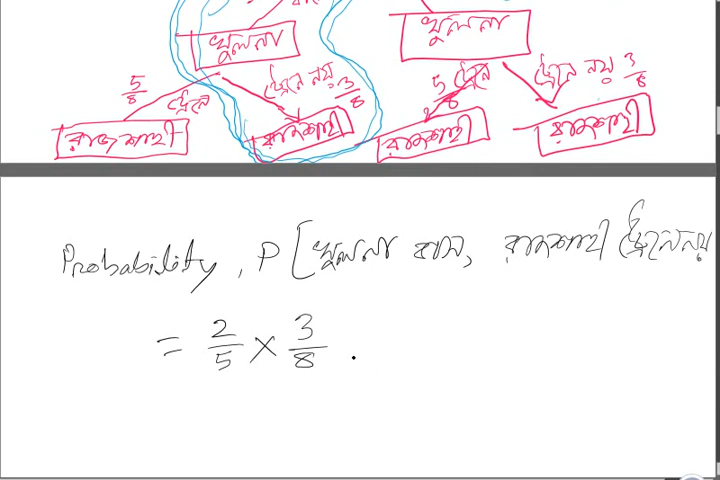 খুলনা খুলনা
5/8 ট্রেনে ট্রেনে নয় 3/8 5/8 ট্রেনে ট্রেনে নয় 3/8
রাজশাহী রাজশাহী রাজশাহী রাজশাহী
Probability, P [খুলনা বাস, রাজশাহী ট্রেনে নয়
= 2/5 × 3/8 .